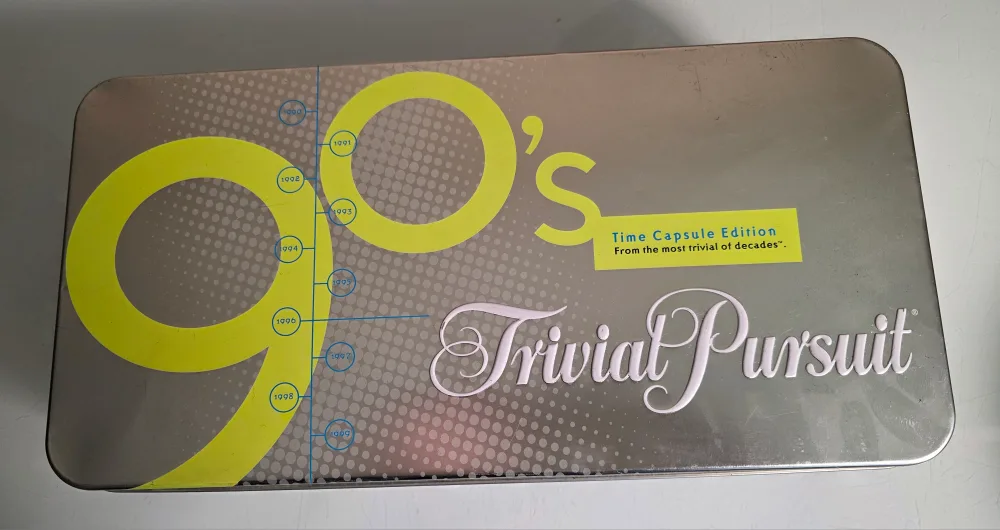 90's
1990
1991
1992
1993
1994
1995
1996
1997
1998
1999
Time Capsule Edition
From the most trivial of decades™.
Trivial Pursuit®